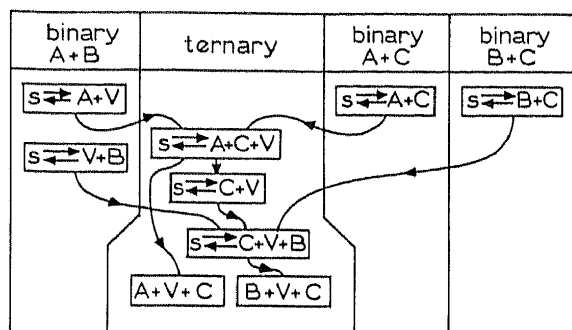 binary
A+B
ternary
binary
A+C
binary
B+C
s ⇌ A+V
s ⇌ A+C
s ⇌ B+C
s ⇌ V+B
s ⇌ A+C+V
s ⇌ C+V
s ⇌ C+V+B
A+V+C
B+V+C